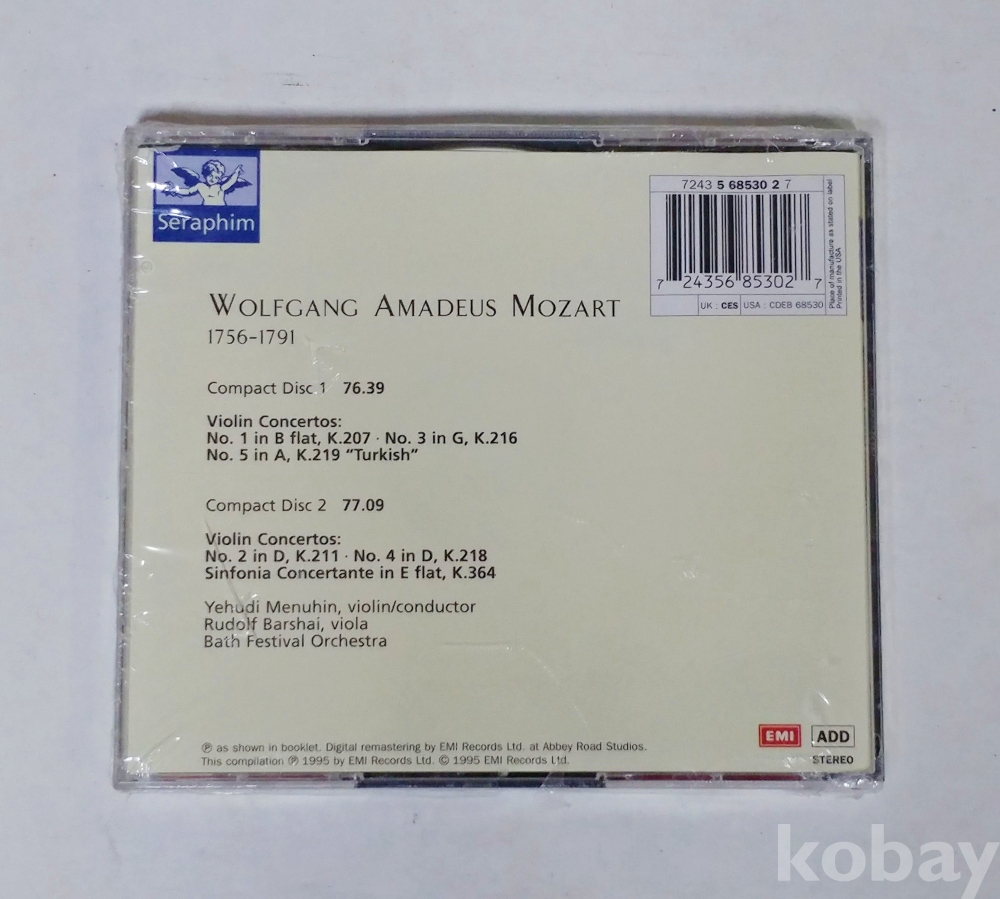 Seraphim
7243 5 68530 2 7
7 24356 85302 7
UK : CES USA : CDEB 68530
Place of manufacture as stated on label
Printed in the USA
WOLFGANG AMADEUS MOZART
1756-1791
Compact Disc 1 76.39
Violin Concertos:
No. 1 in B flat, K.207 · No. 3 in G, K.216
No. 5 in A, K.219 “Turkish”
Compact Disc 2 77.09
Violin Concertos:
No. 2 in D, K.211 · No. 4 in D, K.218
Sinfonia Concertante in E flat, K.364
Yehudi Menuhin, violin/conductor
Rudolf Barshai, viola
Bath Festival Orchestra
℗ as shown in booklet. Digital remastering by EMI Records Ltd. at Abbey Road Studios.
This compilation ℗ 1995 by EMI Records Ltd. © 1995 EMI Records Ltd.
EMI ADD
STEREO
kobay